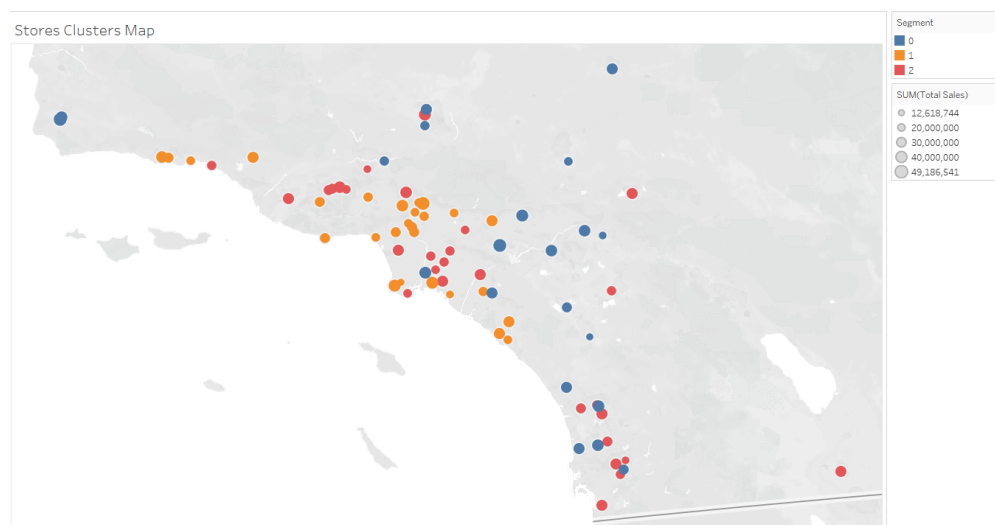 Stores Clusters Map
Segment
0
1
2
SUM(Total Sales)
12,618,744
20,000,000
30,000,000
40,000,000
49,186,541